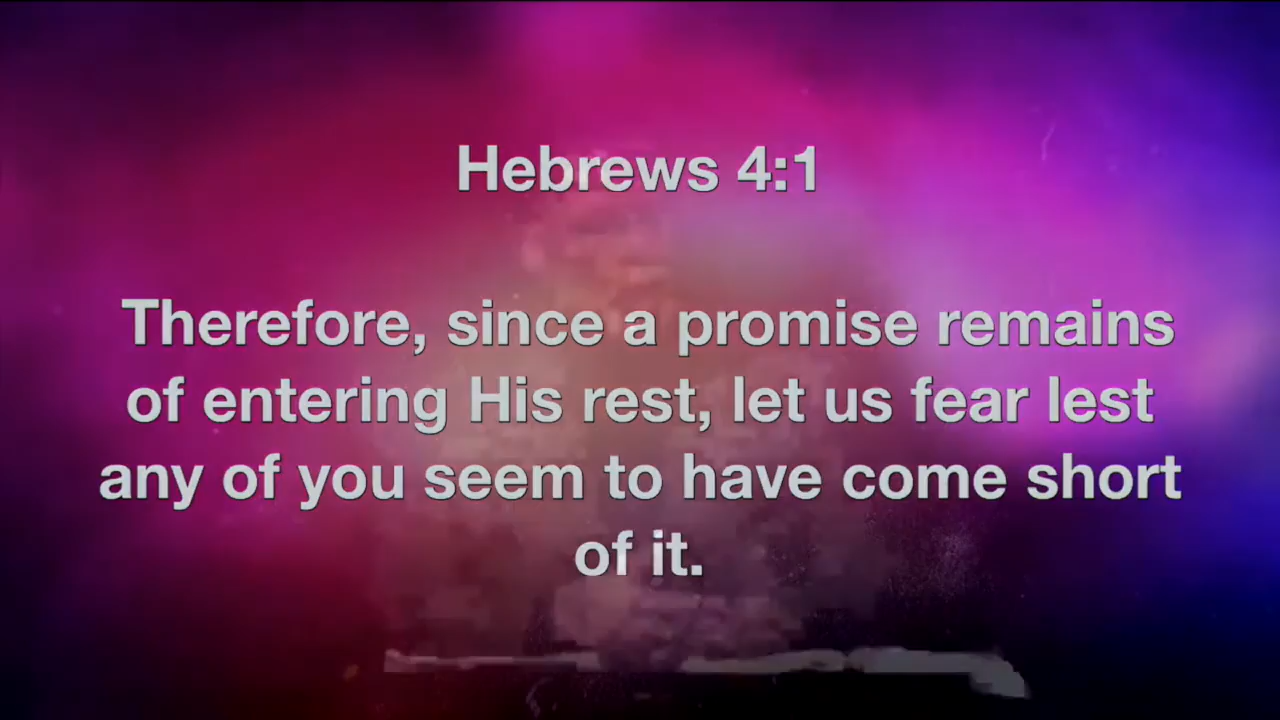 Hebrews 4:1
Therefore, since a promise remains
of entering His rest, let us fear lest
any of you seem to have come short
of it.